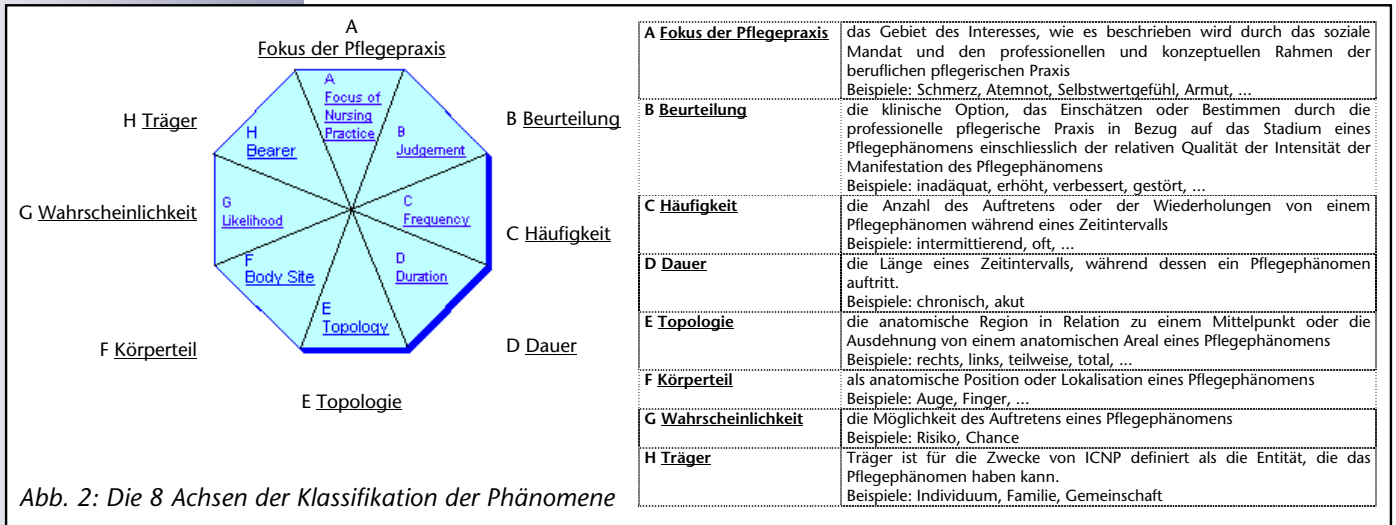 A
Fokus der Pflegepraxis
H Träger
B Beurteilung
G Wahrscheinlichkeit
C Häufigkeit
F Körperteil
D Dauer
E Topologie
A
Focus of
Nursing
Practice
B
Judgement
C
Frequency
D
Duration
E
Topology
F
Body Site
G
Likelihood
H
Bearer
Abb. 2: Die 8 Achsen der Klassifikation der Phänomene
A Fokus der Pflegepraxis
das Gebiet des Interesses, wie es beschrieben wird durch das soziale
Mandat und den professionellen und konzeptuellen Rahmen der
beruflichen pflegerischen Praxis
Beispiele: Schmerz, Atemnot, Selbstwertgefühl, Armut, ...
B Beurteilung
die klinische Option, das Einschätzen oder Bestimmen durch die
professionelle pflegerische Praxis in Bezug auf das Stadium eines
Pflegephänomens einschliesslich der relativen Qualität der Intensität der
Manifestation des Pflegephänomens
Beispiele: inadäquat, erhöht, verbessert, gestört, ...
C Häufigkeit
die Anzahl des Auftretens oder der Wiederholungen von einem
Pflegephänomen während eines Zeitintervalls
Beispiele: intermittierend, oft, ...
D Dauer
die Länge eines Zeitintervalls, während dessen ein Pflegephänomen
auftritt.
Beispiele: chronisch, akut
E Topologie
die anatomische Region in Relation zu einem Mittelpunkt oder die
Ausdehnung von einem anatomischen Areal eines Pflegephänomens
Beispiele: rechts, links, teilweise, total, ...
F Körperteil
als anatomische Position oder Lokalisation eines Pflegephänomens
Beispiele: Auge, Finger, ...
G Wahrscheinlichkeit
die Möglichkeit des Auftretens eines Pflegephänomens
Beispiele: Risiko, Chance
H Träger
Träger ist für die Zwecke von ICNP definiert als die Entität, die das
Pflegephänomen haben kann.
Beispiele: Individuum, Familie, Gemeinschaft